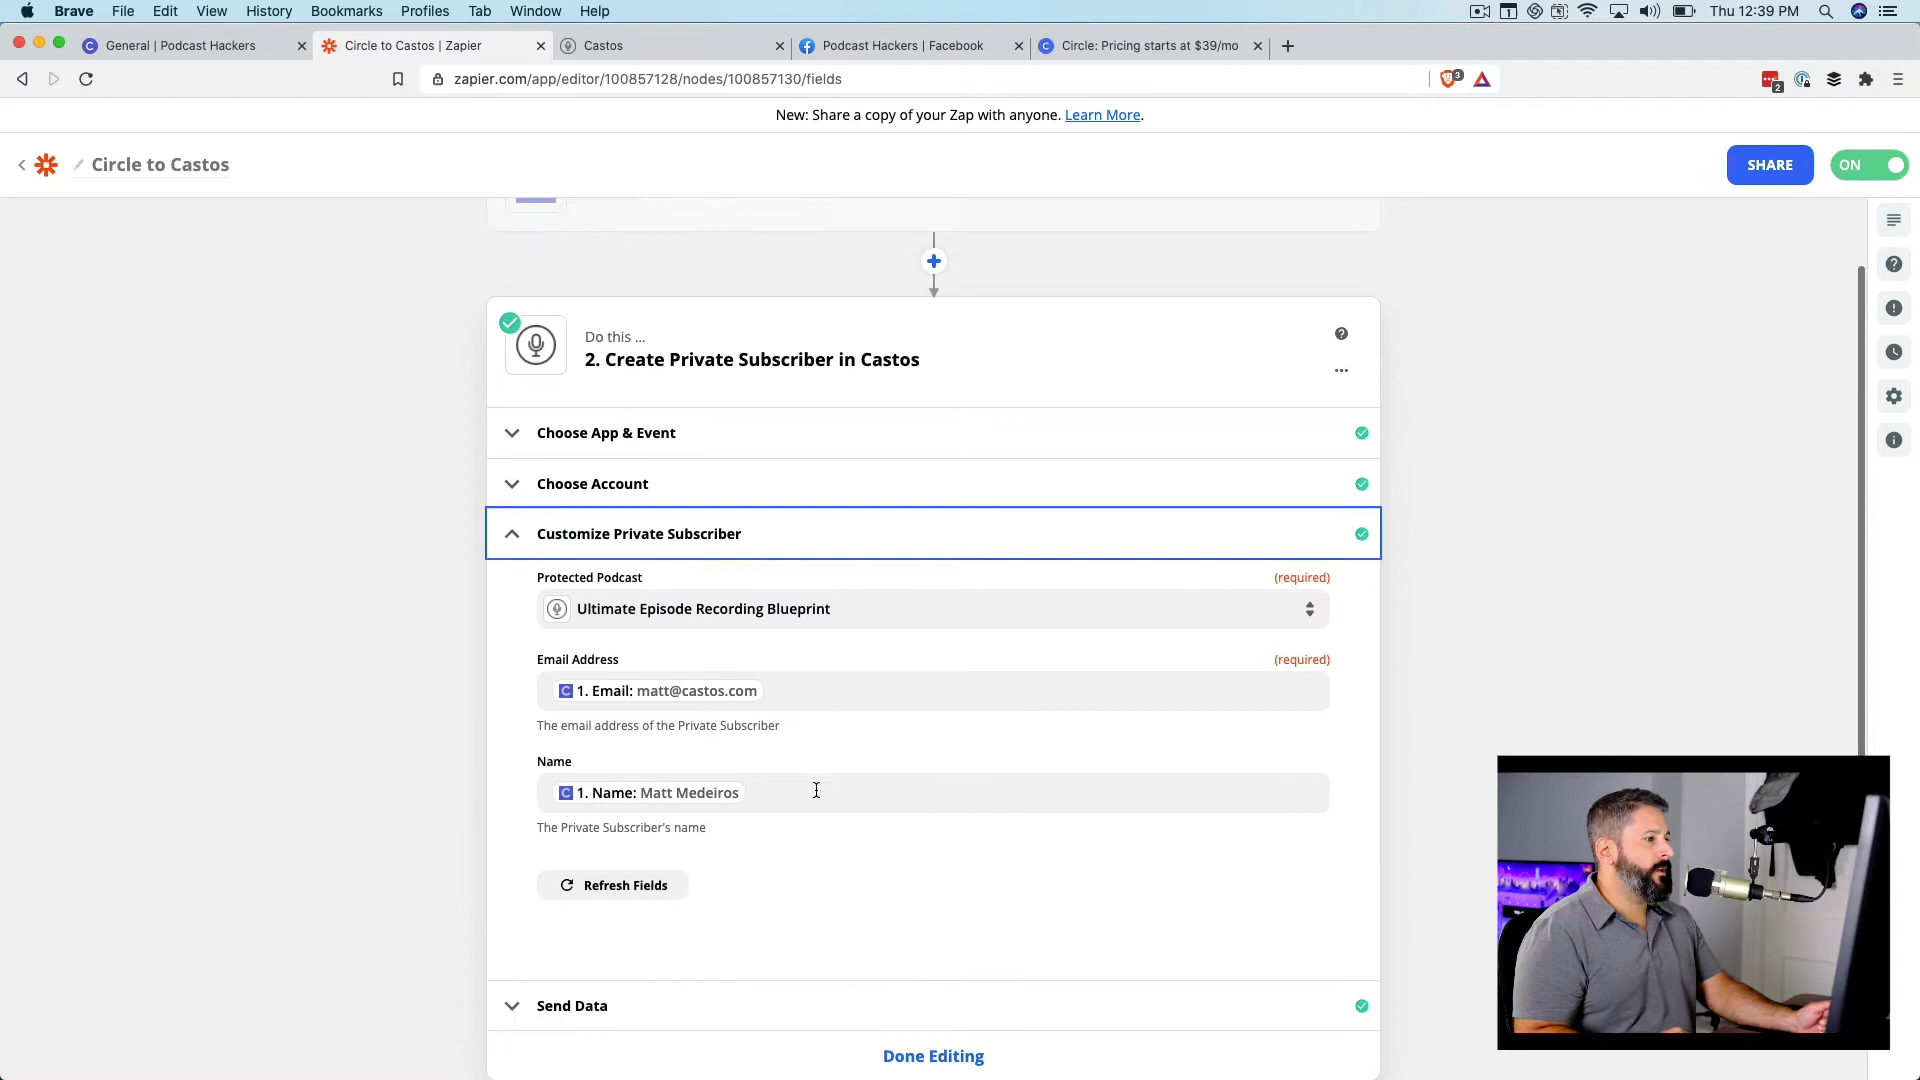 Brave File Edit View History Bookmarks Profiles Tab Window Help Thu 12:39 PM
General | Podcast Hackers Circle to Castos | Zapier Castos Podcast Hackers | Facebook Circle: Pricing starts at $39/mo
zapier.com/app/editor/100857128/nodes/100857130/fields 3 2
New: Share a copy of your Zap with anyone. Learn More.
Circle to Castos SHARE ON
Do this ...
2. Create Private Subscriber in Castos
Choose App & Event
Choose Account
Customize Private Subscriber
Protected Podcast (required)
Ultimate Episode Recording Blueprint
Email Address (required)
1. Email: matt@castos.com
The email address of the Private Subscriber
Name
1. Name: Matt Medeiros
The Private Subscriber's name
Refresh Fields
Send Data
Done Editing